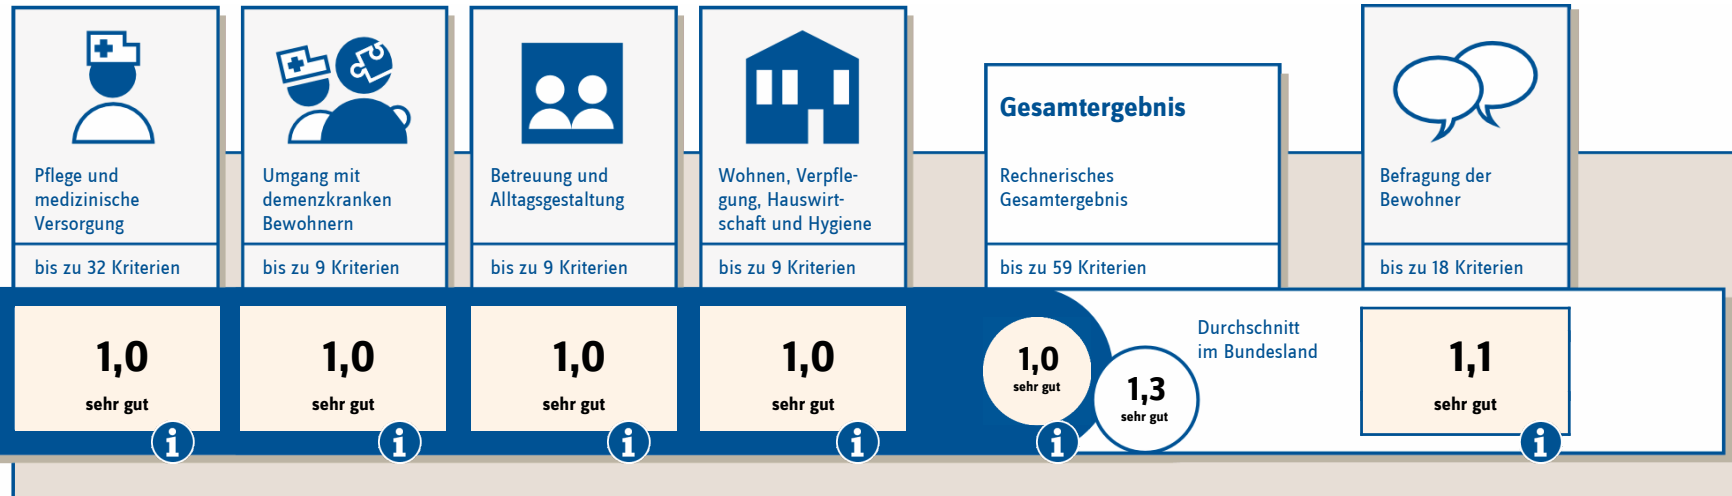 Pflege und
medizinische
Versorgung
bis zu 32 Kriterien
1,0
sehr gut
i
Umgang mit
demenzkranken
Bewohnern
bis zu 9 Kriterien
1,0
sehr gut
i
Betreuung und
Alltagsgestaltung
bis zu 9 Kriterien
1,0
sehr gut
i
Wohnen, Verpfle-
gung, Hauswirt-
schaft und Hygiene
bis zu 9 Kriterien
1,0
sehr gut
i
Gesamtergebnis
Rechnerisches
Gesamtergebnis
bis zu 59 Kriterien
1,0
sehr gut
i
1,3
sehr gut
Durchschnitt
im Bundesland
Befragung der
Bewohner
bis zu 18 Kriterien
1,1
sehr gut
i